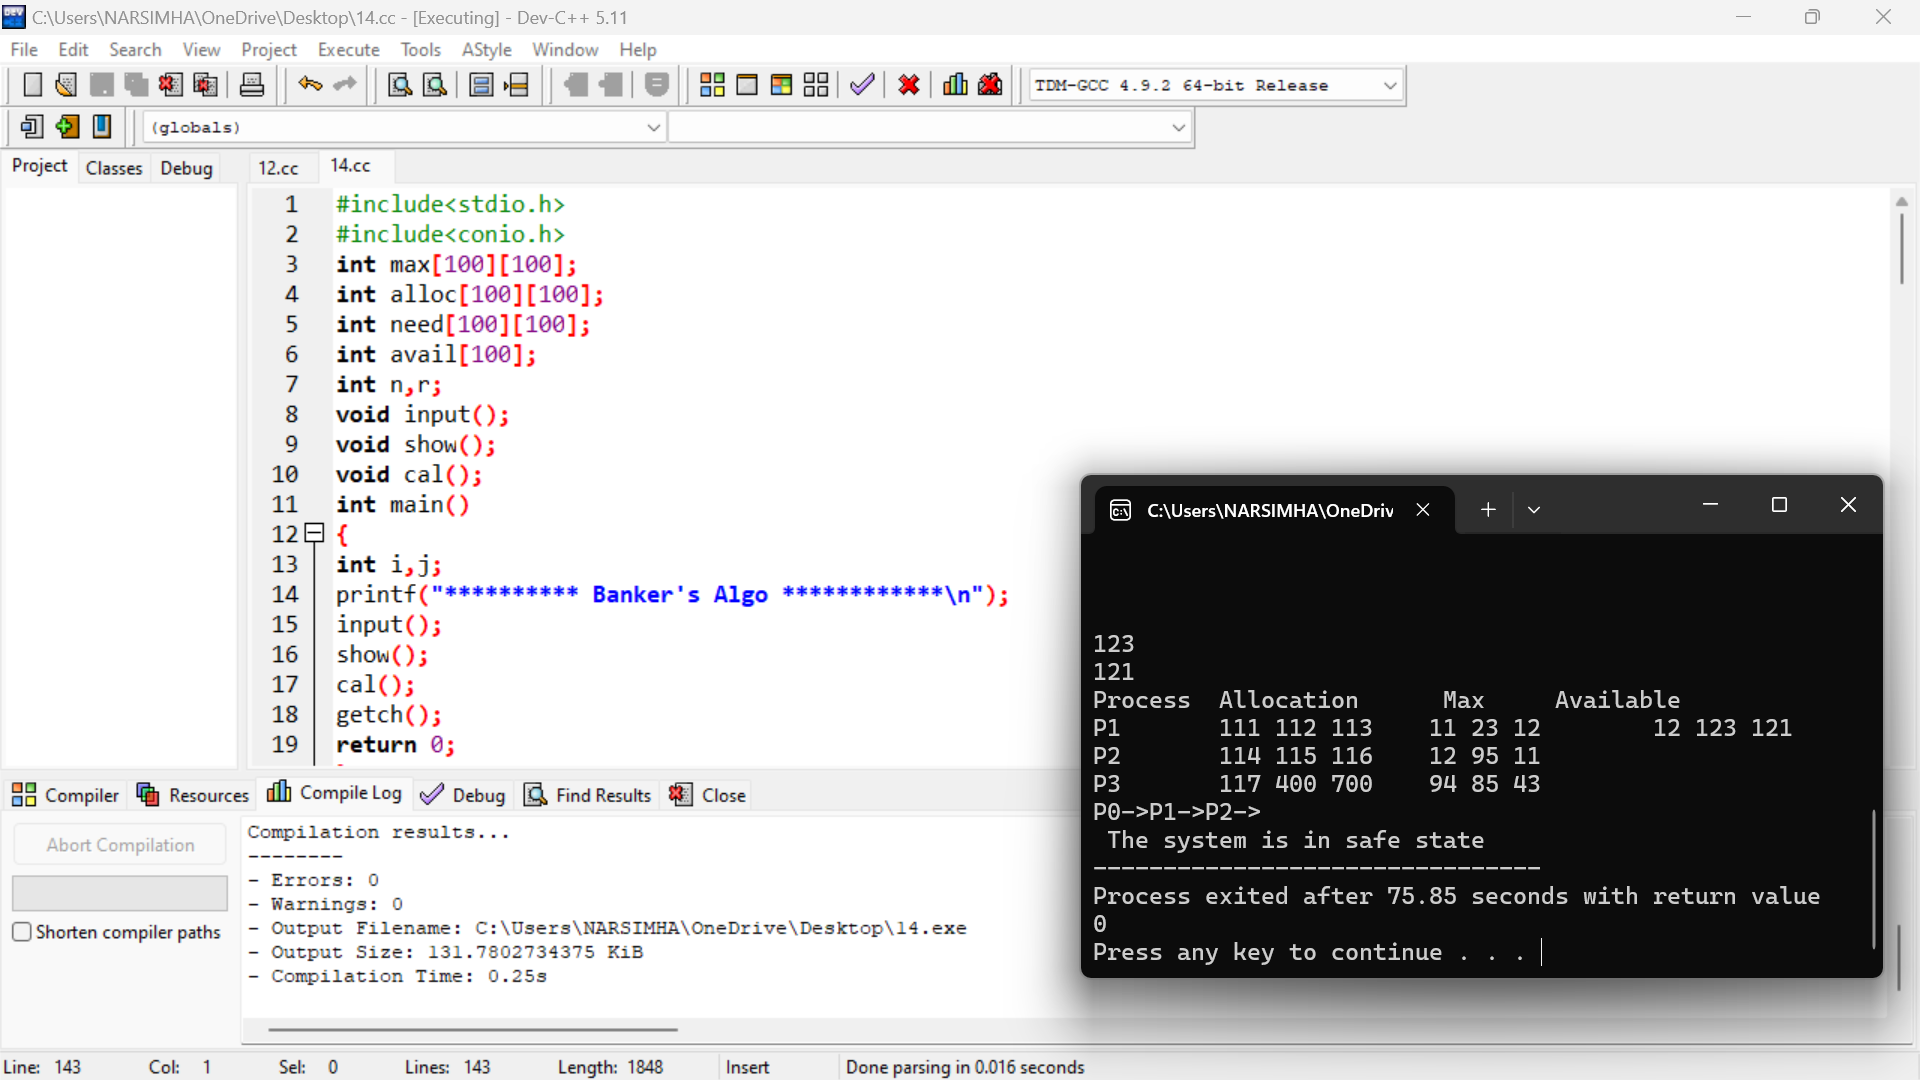 C:\Users\NARSIMHA\OneDrive\Desktop\14.cc - [Executing] - Dev-C++ 5.11
File Edit Search View Project Execute Tools AStyle Window Help
TDM-GCC 4.9.2 64-bit Release
(globals)
Project Classes Debug 12.cc 14.cc
1 #include<stdio.h>
2 #include<conio.h>
3 int max[100][100];
4 int alloc[100][100];
5 int need[100][100];
6 int avail[100];
7 int n,r;
8 void input();
9 void show();
10 void cal();
11 int main()
12 {
13 int i,j;
14 printf("********** Banker's Algo ************\n");
15 input();
16 show();
17 cal();
18 getch();
19 return 0;
C:\Users\NARSIMHA\OneDriv
123
121
Process Allocation Max Available
P1 111 112 113 11 23 12 12 123 121
P2 114 115 116 12 95 11
P3 117 400 700 94 85 43
P0->P1->P2->
The system is in safe state
--------------------------------
Process exited after 75.85 seconds with return value
0
Press any key to continue . . .
Compiler Resources Compile Log Debug Find Results Close
Abort Compilation
Shorten compiler paths
Compilation results...
--------
- Errors: 0
- Warnings: 0
- Output Filename: C:\Users\NARSIMHA\OneDrive\Desktop\14.exe
- Output Size: 131.7802734375 KiB
- Compilation Time: 0.25s
Line: 143 Col: 1 Sel: 0 Lines: 143 Length: 1848 Insert Done parsing in 0.016 seconds